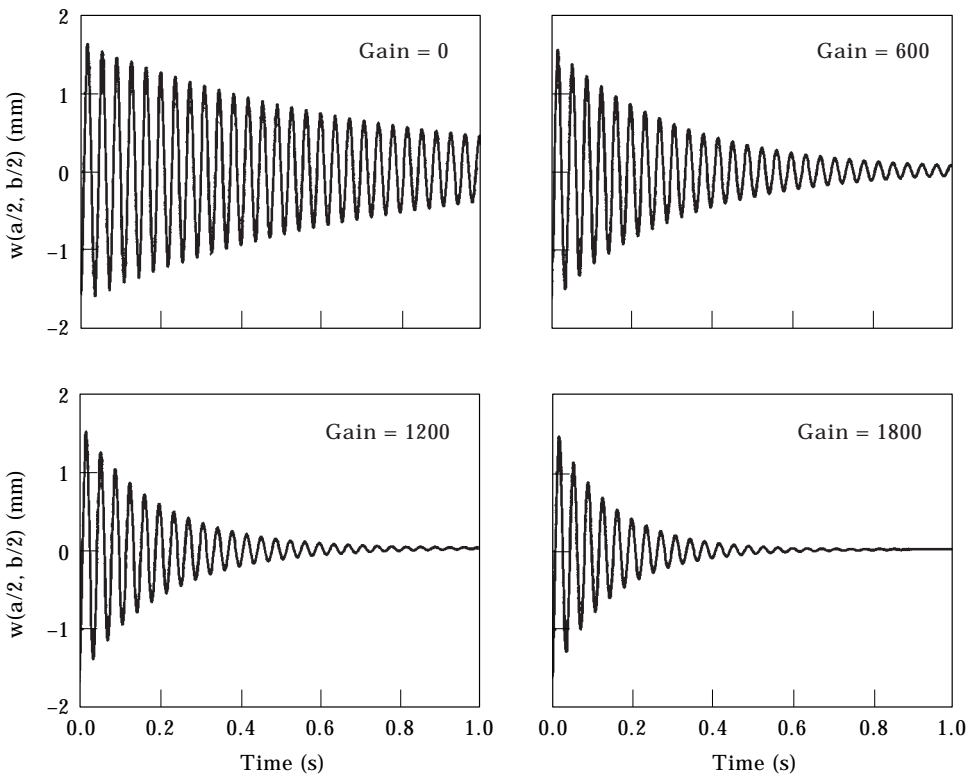 2
Gain = 0
Gain = 600
1
0
−1
−2
w(a/2, b/2) (mm)
2
Gain = 1200
Gain = 1800
1
0
−1
−2
w(a/2, b/2) (mm)
0.0 0.2 0.4 0.6 0.8 1.0
0.0 0.2 0.4 0.6 0.8 1.0
Time (s)
Time (s)